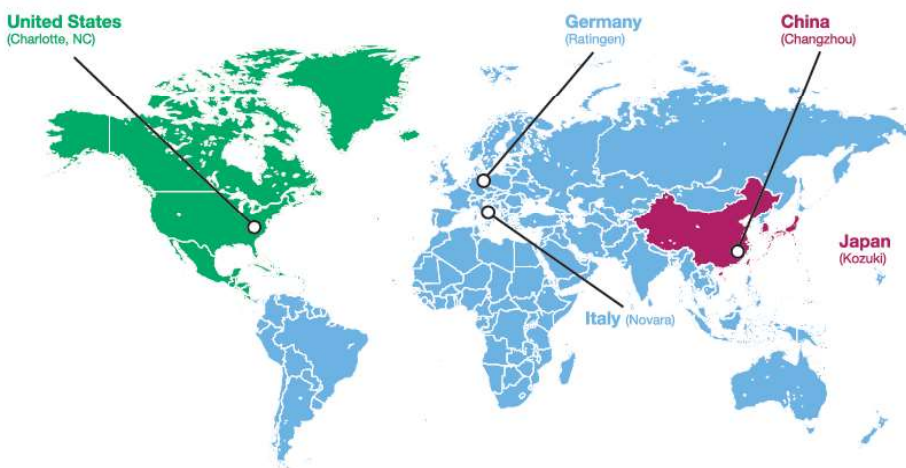 United States
(Charlotte, NC)
Germany
(Ratingen)
China
(Changzhou)
Japan
(Kozuki)
Italy (Novara)